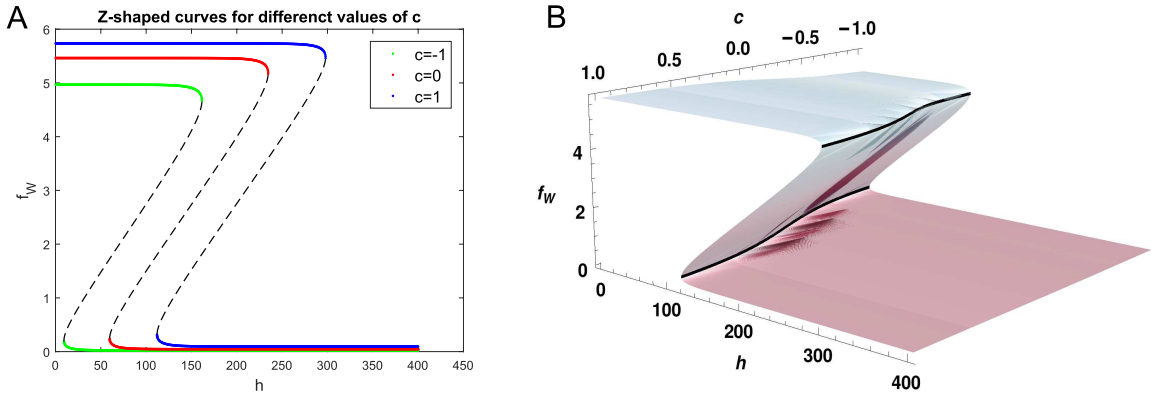 A
Z-shaped curves for differenct values of c
6
5
4
3
2
1
0
f_W
c=-1
c=0
c=1
0 50 100 150 200 250 300 350 400 450
h
B
c
1.0 0.5 0.0 −0.5 −1.0
4
2
0
f_W
0 100 200 300 400
h